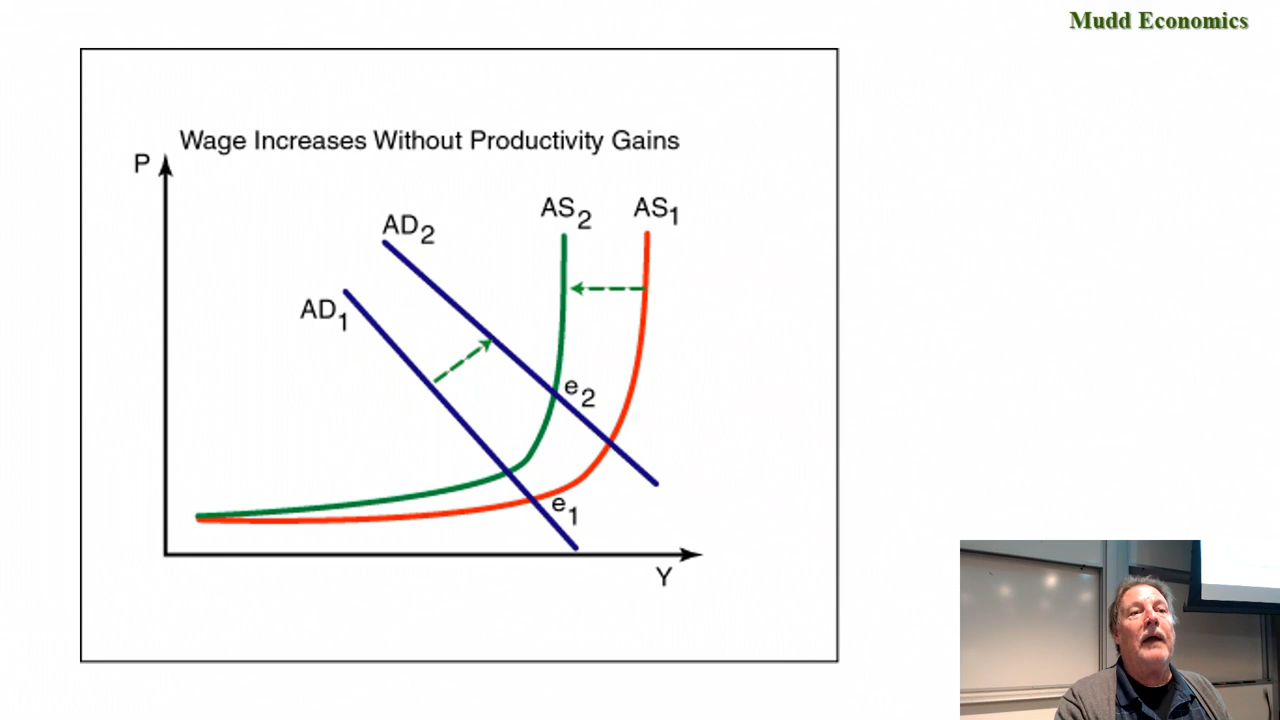 Mudd Economics
Wage Increases Without Productivity Gains
P
AS2
AS1
AD2
AD1
e2
e1
Y